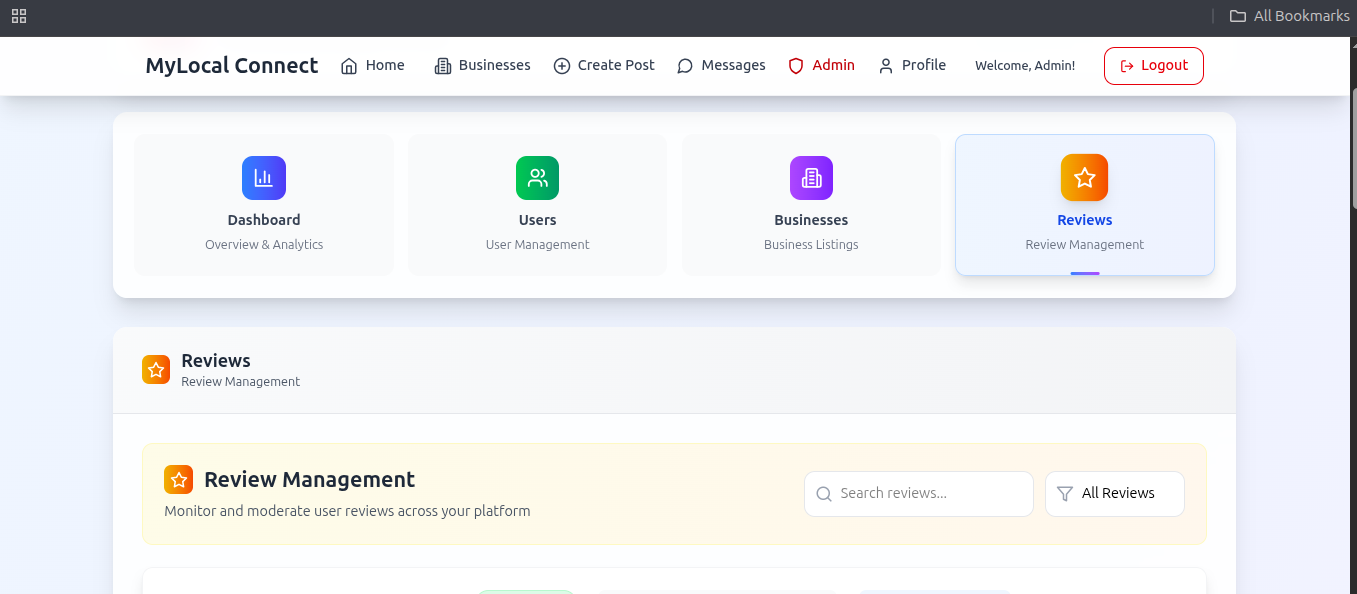 All Bookmarks
MyLocal Connect Home Businesses Create Post Messages Admin Profile Welcome, Admin! Logout
Dashboard Users Businesses Reviews
Overview & Analytics User Management Business Listings Review Management
Reviews
Review Management
Review Management
Monitor and moderate user reviews across your platform
Search reviews... All Reviews